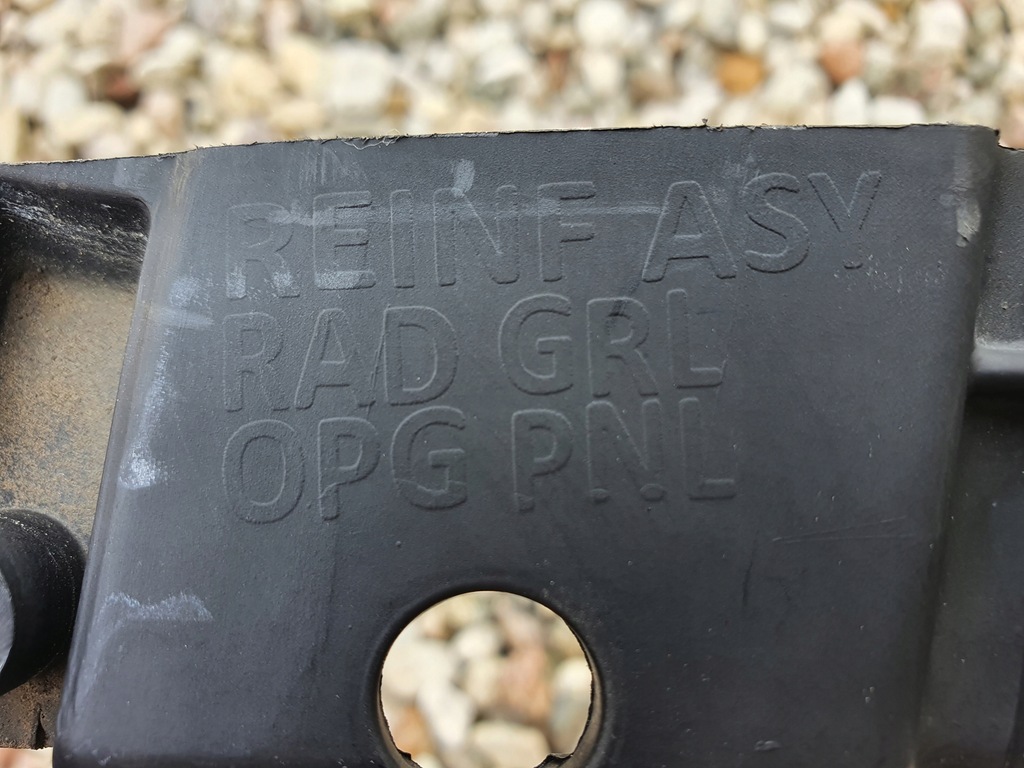 REINF ASY
RAD GRL
OPG PNL